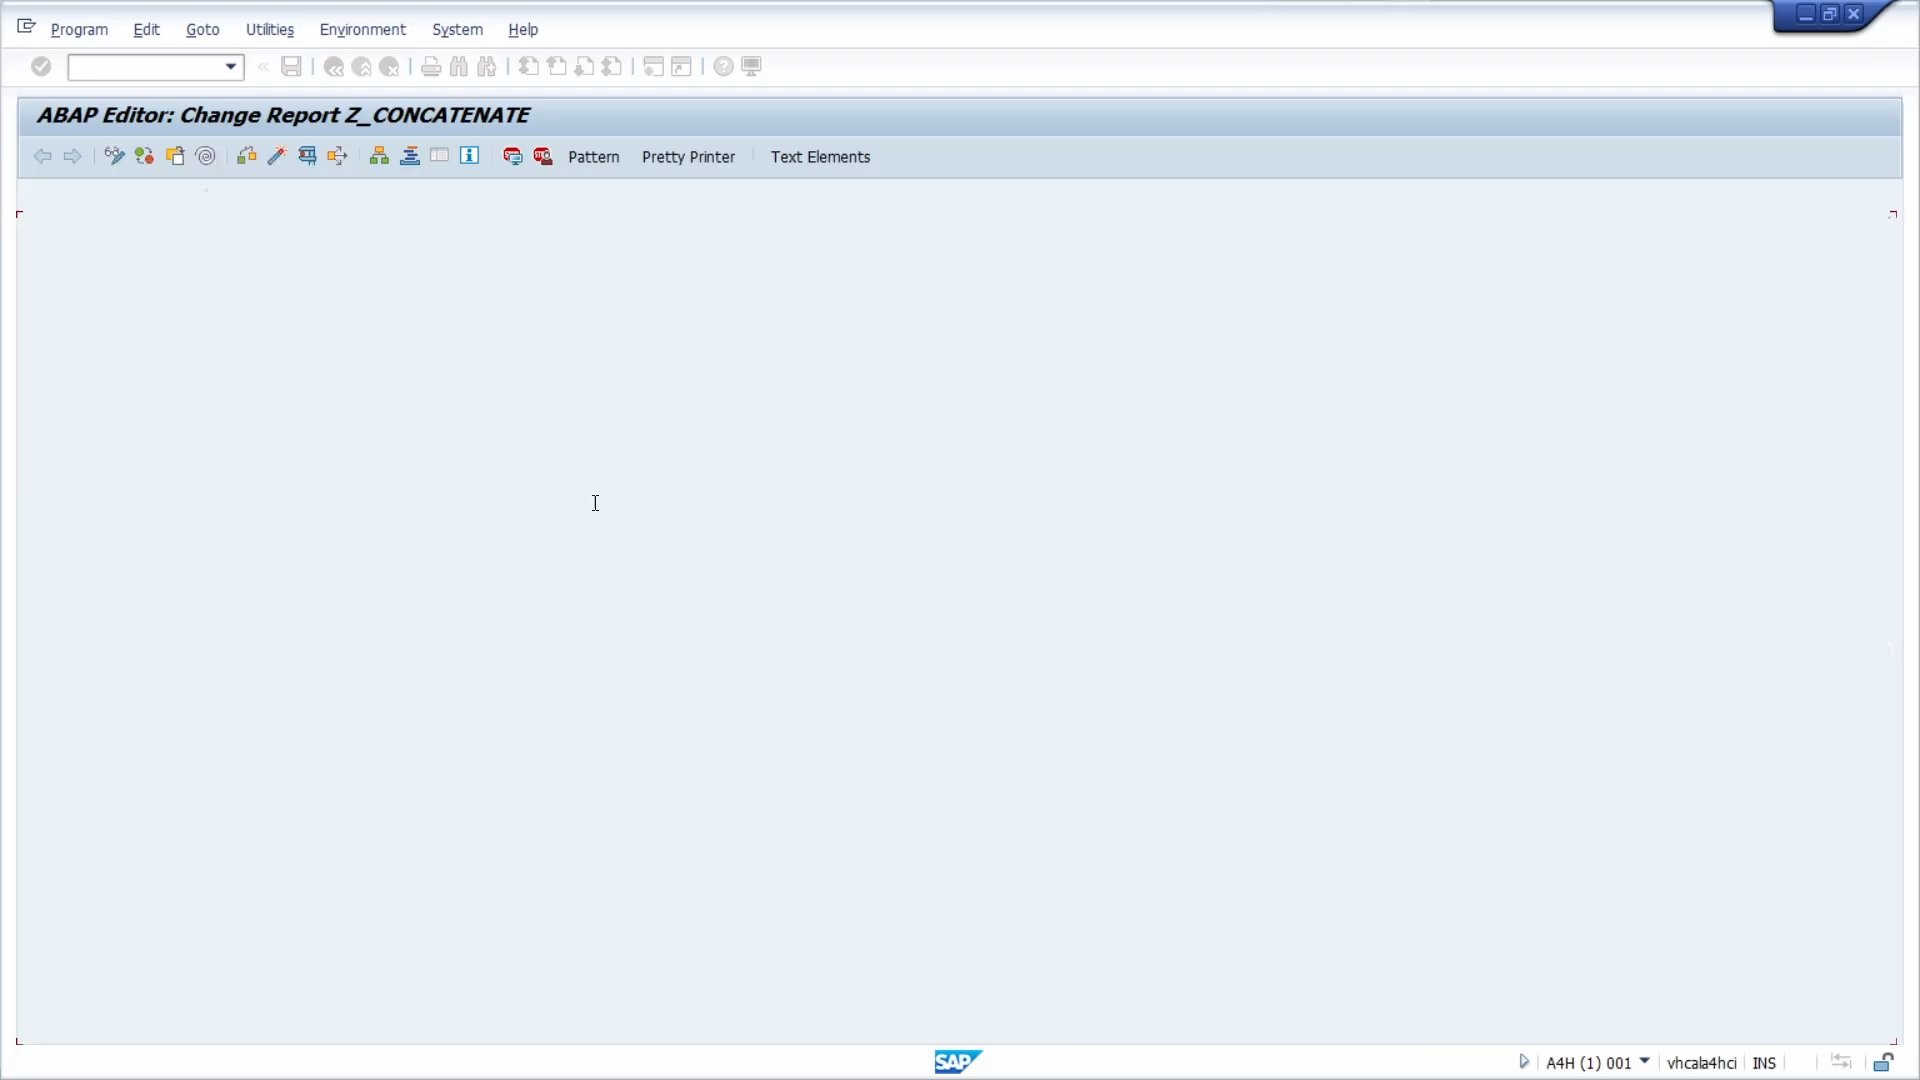 Program Edit Goto Utilities Environment System Help
ABAP Editor: Change Report Z_CONCATENATE
Pattern Pretty Printer Text Elements
SAP A4H (1) 001 vhcala4hci INS